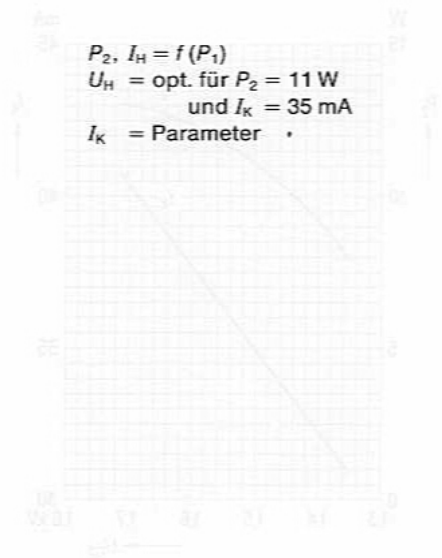 P₂, I_H = f (P₁)
U_H = opt. für P₂ = 11 W
und I_K = 35 mA
I_K = Parameter